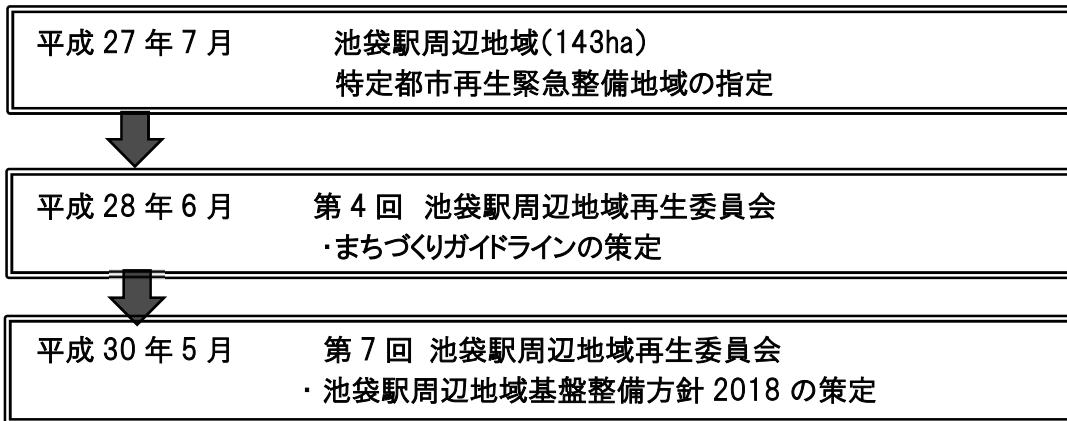 平成 27 年 7 月 池袋駅周辺地域（143ha）
特定都市再生緊急整備地域の指定
平成 28 年 6 月 第 4 回 池袋駅周辺地域再生委員会
・まちづくりガイドラインの策定
平成 30 年 5 月 第 7 回 池袋駅周辺地域再生委員会
・ 池袋駅周辺地域基盤整備方針 2018 の策定